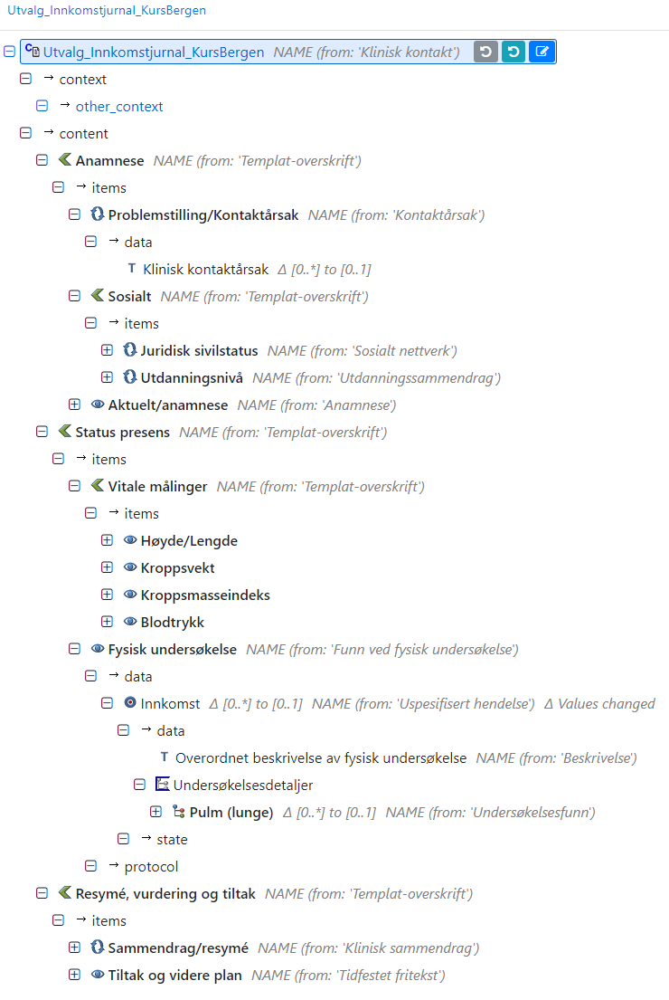 Utvalg_Innkomstjurnal_KursBergen
Utvalg_Innkomstjurnal_KursBergen NAME (from: 'Klinisk kontakt')
→ context
→ other_context
→ content
Anamnese NAME (from: 'Templat-overskrift')
→ items
Problemstilling/Kontaktårsak NAME (from: 'Kontaktårsak')
→ data
T Klinisk kontaktårsak Δ [0..*] to [0..1]
Sosialt NAME (from: 'Templat-overskrift')
→ items
Juridisk sivilstatus NAME (from: 'Sosialt nettverk')
Utdanningsnivå NAME (from: 'Utdanningssammendrag')
Aktuelt/anamnese NAME (from: 'Anamnese')
Status presens NAME (from: 'Templat-overskrift')
→ items
Vitale målinger NAME (from: 'Templat-overskrift')
→ items
Høyde/Lengde
Kroppsvekt
Kroppsmasseindeks
Blodtrykk
Fysisk undersøkelse NAME (from: 'Funn ved fysisk undersøkelse')
→ data
Innkomst Δ [0..*] to [0..1] NAME (from: 'Uspesifisert hendelse') Δ Values changed
→ data
T Overordnet beskrivelse av fysisk undersøkelse NAME (from: 'Beskrivelse')
Undersøkelsesdetaljer
Pulm (lunge) Δ [0..*] to [0..1] NAME (from: 'Undersøkelsesfunn')
→ state
→ protocol
Resymé, vurdering og tiltak NAME (from: 'Templat-overskrift')
→ items
Sammendrag/resymé NAME (from: 'Klinisk sammendrag')
Tiltak og videre plan NAME (from: 'Tidfestet fritekst')